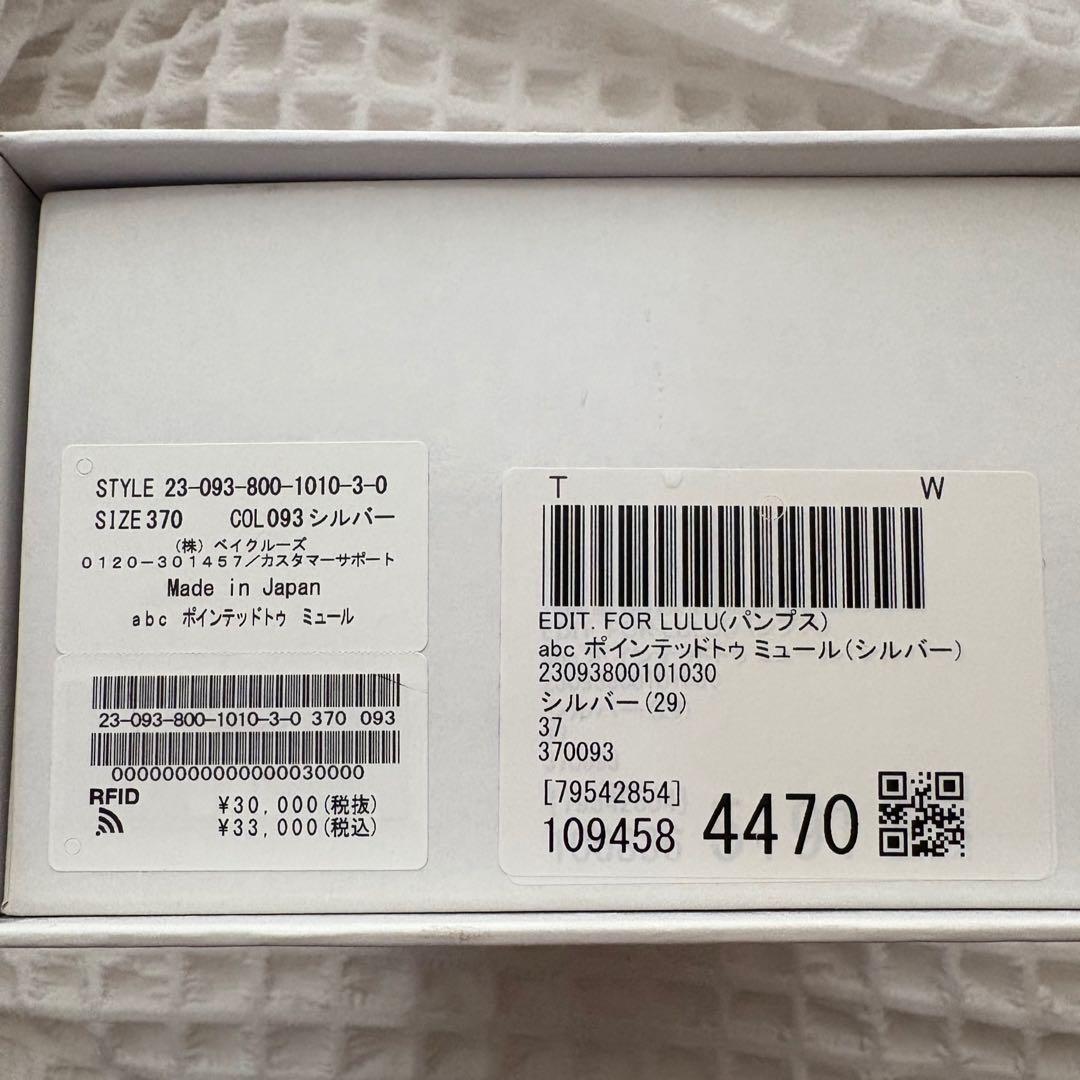 STYLE 23-093-800-1010-3-0
SIZE 370 COL 093 シルバー
(株) ベイクルーズ
0120-301457/カスタマーサポート
Made in Japan
abc ポインテッドトゥ ミュール
23-093-800-1010-3-0 370 093
00000000000000030000
RFID
¥30,000(税抜)
¥33,000(税込)
T W
EDIT. FOR LULU(パンプス)
abc ポインテッドトゥ ミュール(シルバー)
23093800101030
シルバー(29)
37
370093
[79542854]
109458 4470